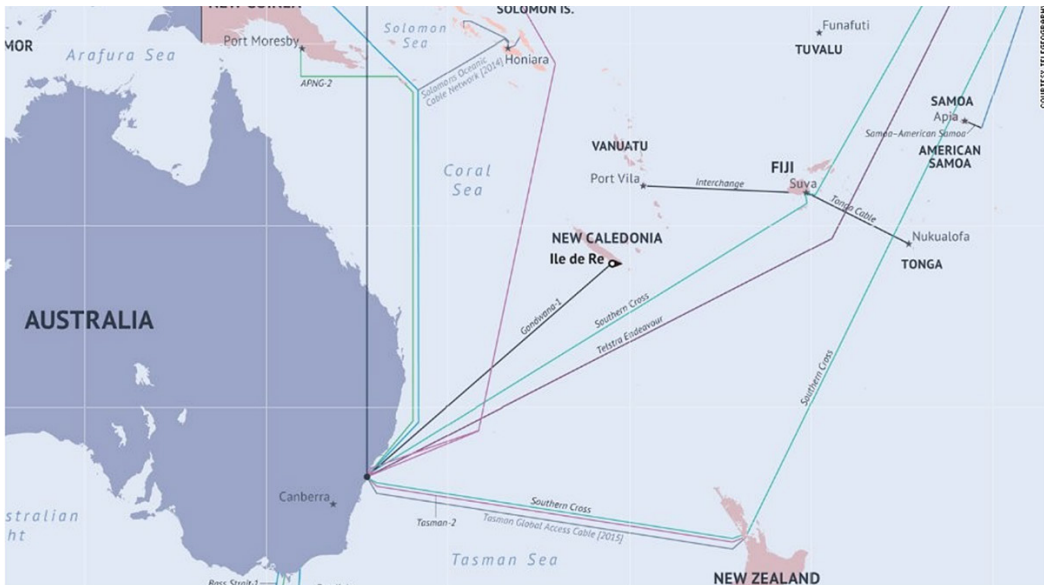 SOLOMON IS.
NEW GUINEA
Port Moresby
MOR
Arafura Sea
APNG-2
Solomon
Sea
Honiara
Solomons Oceanic
Cable Network [2014]
Funafuti
TUVALU
COURTESY TELEGEOGRAPHY
SAMOA
Apia
Samoa-American Samoa
AMERICAN
SAMOA
Coral
Sea
VANUATU
Port Vila
Interchange
FIJI
Suva
Tonga Cable
Nukualofa
TONGA
NEW CALEDONIA
Ile de Re
Gondwana-1
Southern Cross
Telstra Endeavour
Southern Cross
AUSTRALIA
Canberra
stralian
ht
Southern Cross
Tasman-2
Tasman Global Access Cable [2015]
Tasman Sea
NEW ZEALAND
Bass Strait-1